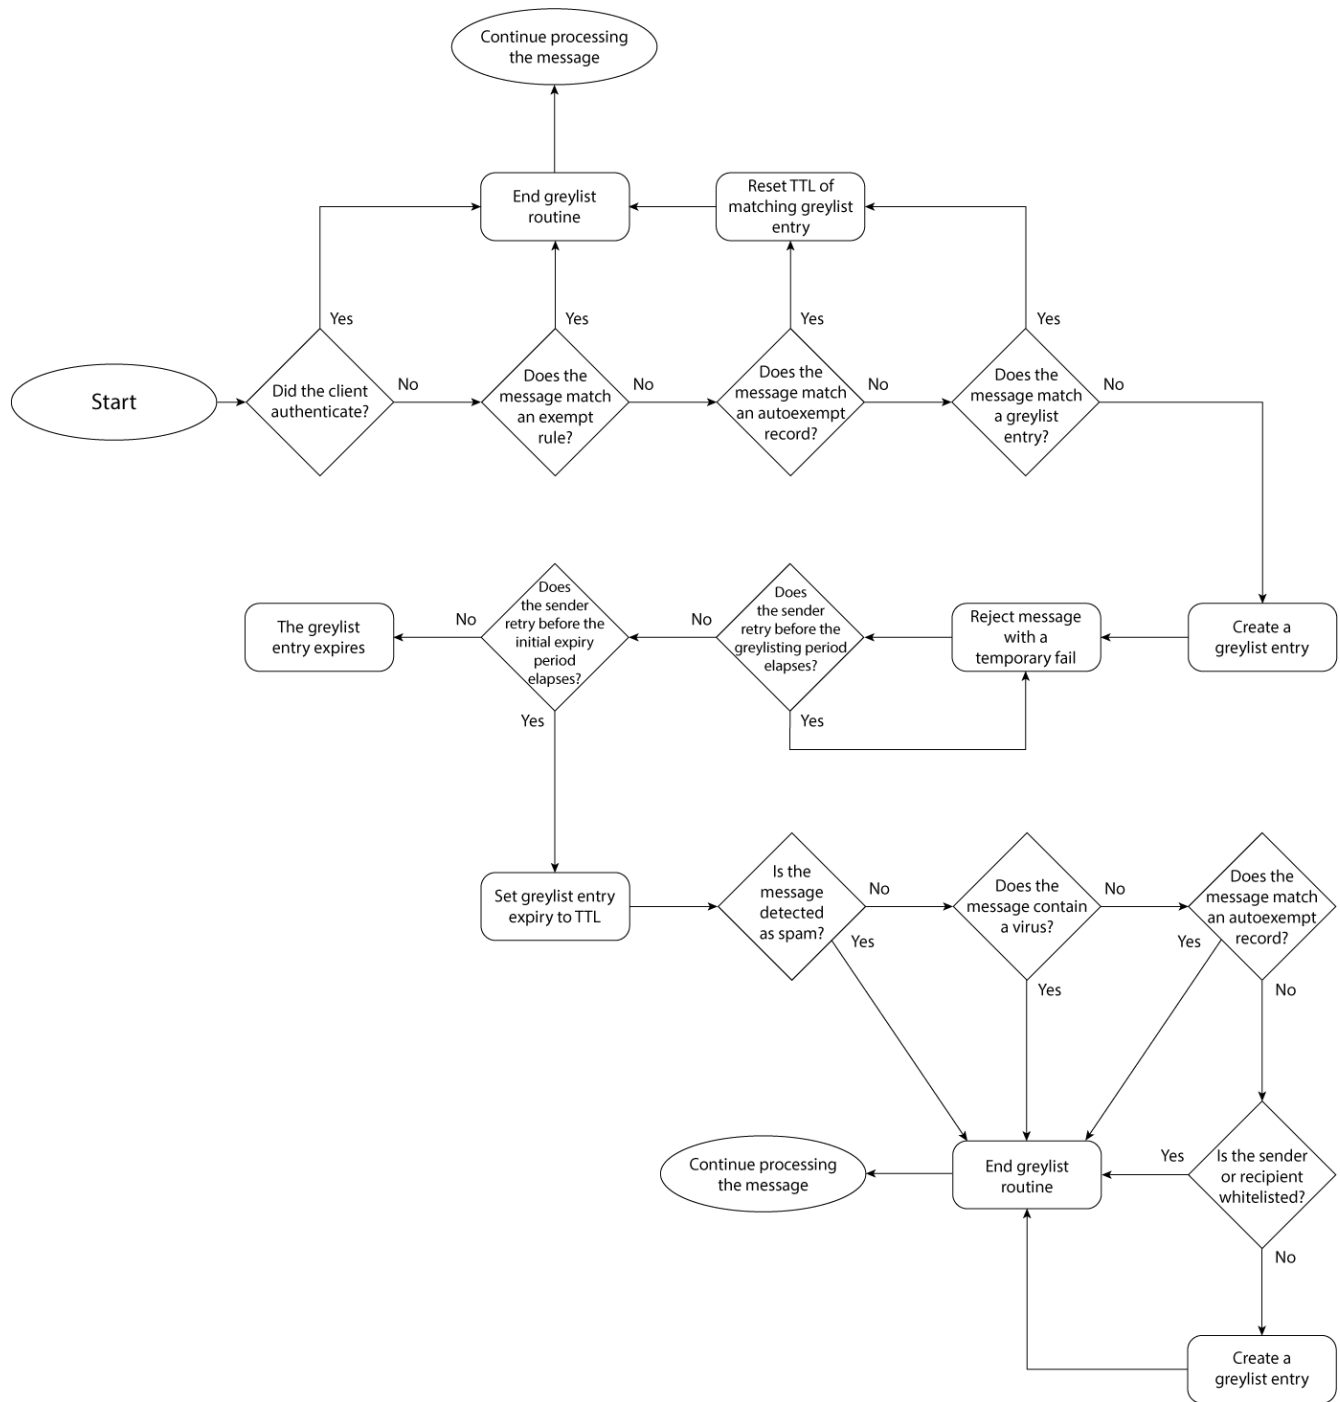 Continue processing
the message
End greylist
routine
Reset TTL of
matching greylist
entry
Yes
Yes
Yes
Yes
Start
Did the client
authenticate?
No
Does the
message match
an exempt
rule?
No
Does the
message match
an autoexempt
record?
No
Does the
message match
a greylist
entry?
No
The greylist
entry expires
No
Does
the sender
retry before the
initial expiry
period
elapses?
No
Does
the sender
retry before the
greylisting period
elapses?
Reject message
with a
temporary fail
Create a
greylist entry
Yes
Yes
Set greylist entry
expiry to TTL
Is the
message
detected
as spam?
No
Does the
message contain
a virus?
No
Does the
message match
an autoexempt
record?
Yes
Yes
Yes
No
Continue processing
the message
End greylist
routine
Yes
Is the sender
or recipient
whitelisted?
No
Create a
greylist entry